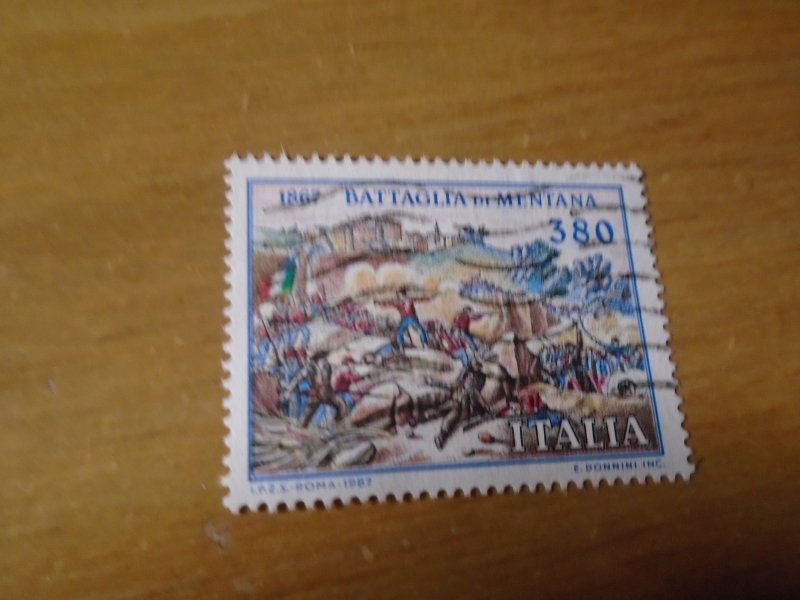 1867 BATTAGLIA DI MENTANA
380
ITALIA
I.P.Z.S.-ROMA-1987 E. DONNINI INC.